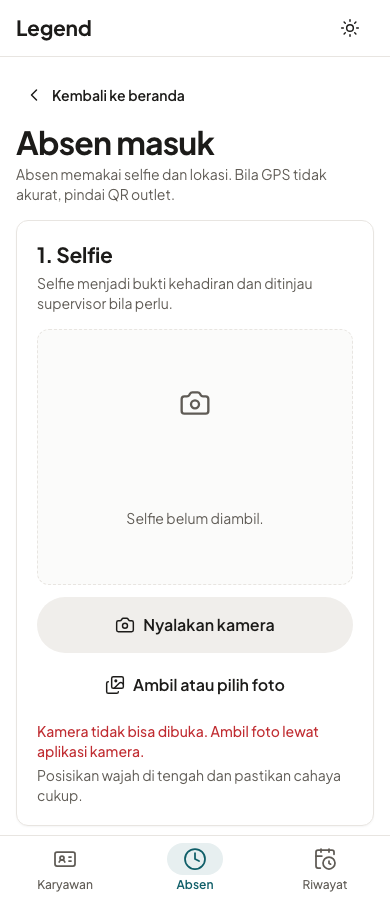 Legend
Kembali ke beranda
Absen masuk
Absen memakai selfie dan lokasi. Bila GPS tidak
akurat, pindai QR outlet.
1. Selfie
Selfie menjadi bukti kehadiran dan ditinjau
supervisor bila perlu.
Selfie belum diambil.
Nyalakan kamera
Ambil atau pilih foto
Kamera tidak bisa dibuka. Ambil foto lewat
aplikasi kamera.
Posisikan wajah di tengah dan pastikan cahaya
cukup.
Karyawan
Absen
Riwayat